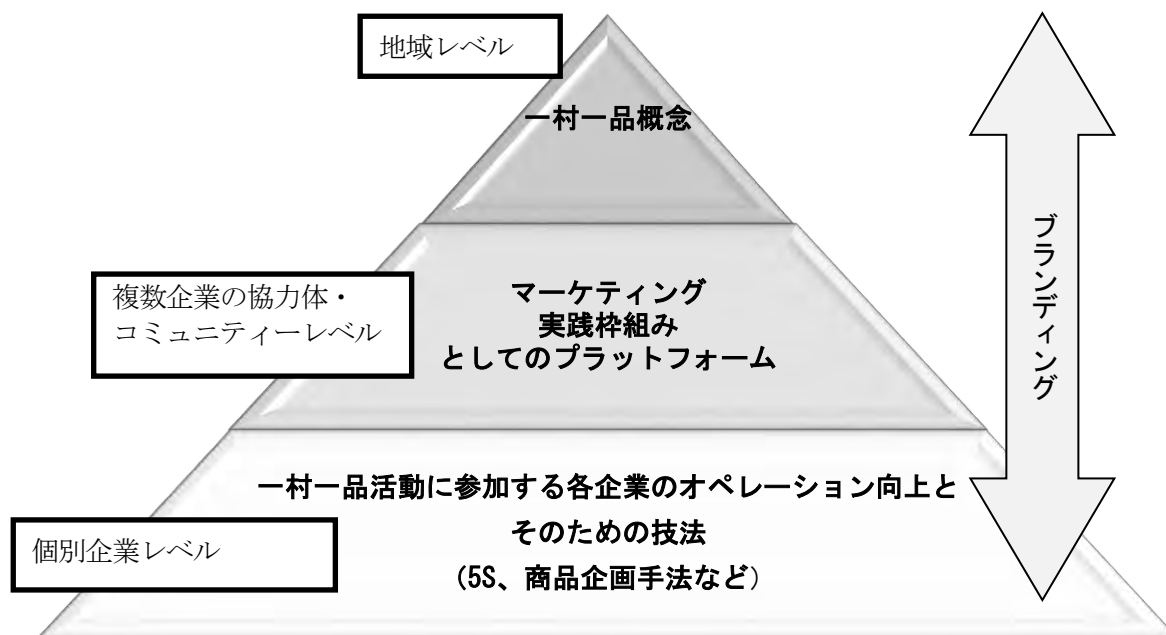 地域レベル
一村一品概念
複数企業の協力体・
コミュニティーレベル
マーケティング
実践枠組み
としてのプラットフォーム
個別企業レベル
一村一品活動に参加する各企業のオペレーション向上と
そのための技法
(5S、商品企画手法など)
ブランディング